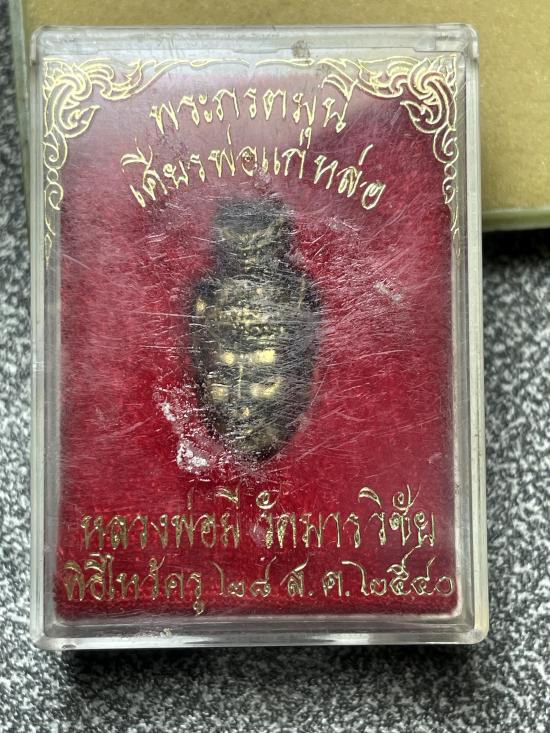 พระภรตมุนี
เศียรพ่อแก่หล่อ
หลวงพ่อมี วัดมารวิชัย
พิธีไหว้ครู ๒๘ ส.ค.๒๕๔๐